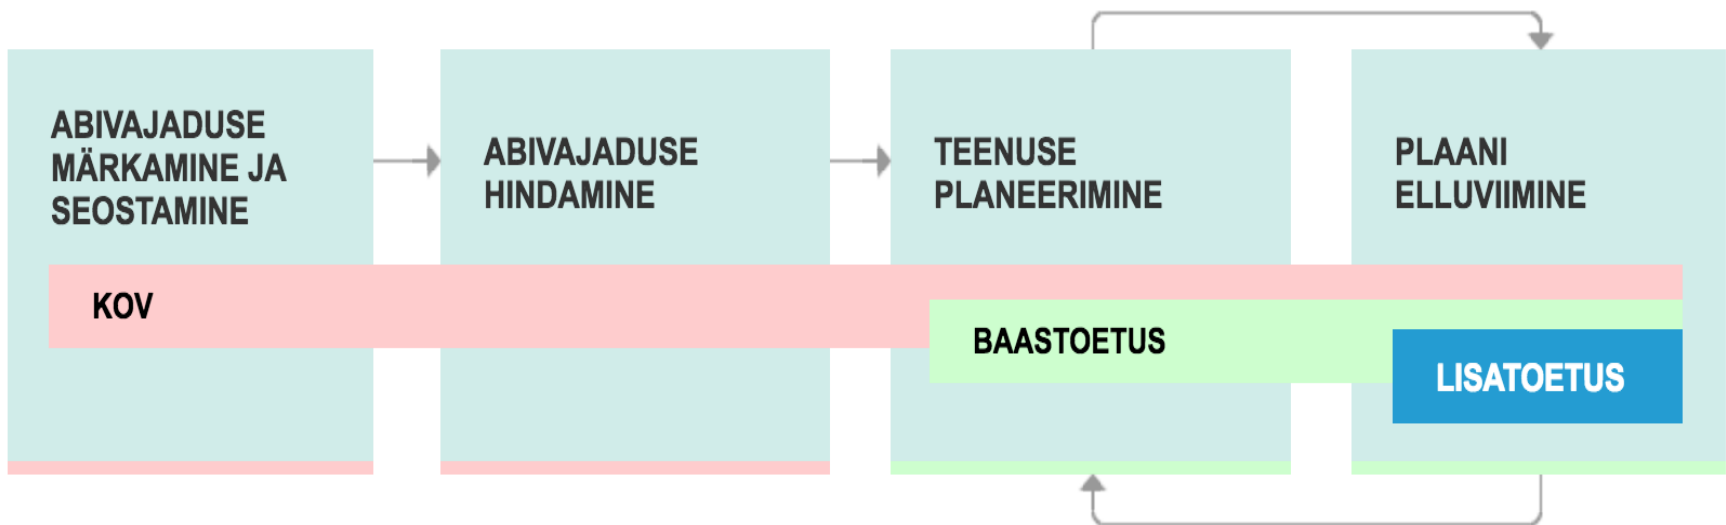 ABIVAJADUSE
MÄRKAMINE JA
SEOSTAMINE
ABIVAJADUSE
HINDAMINE
TEENUSE
PLANEERIMINE
PLAANI
ELLUVIIMINE
KOV
BAASTOETUS
LISATOETUS